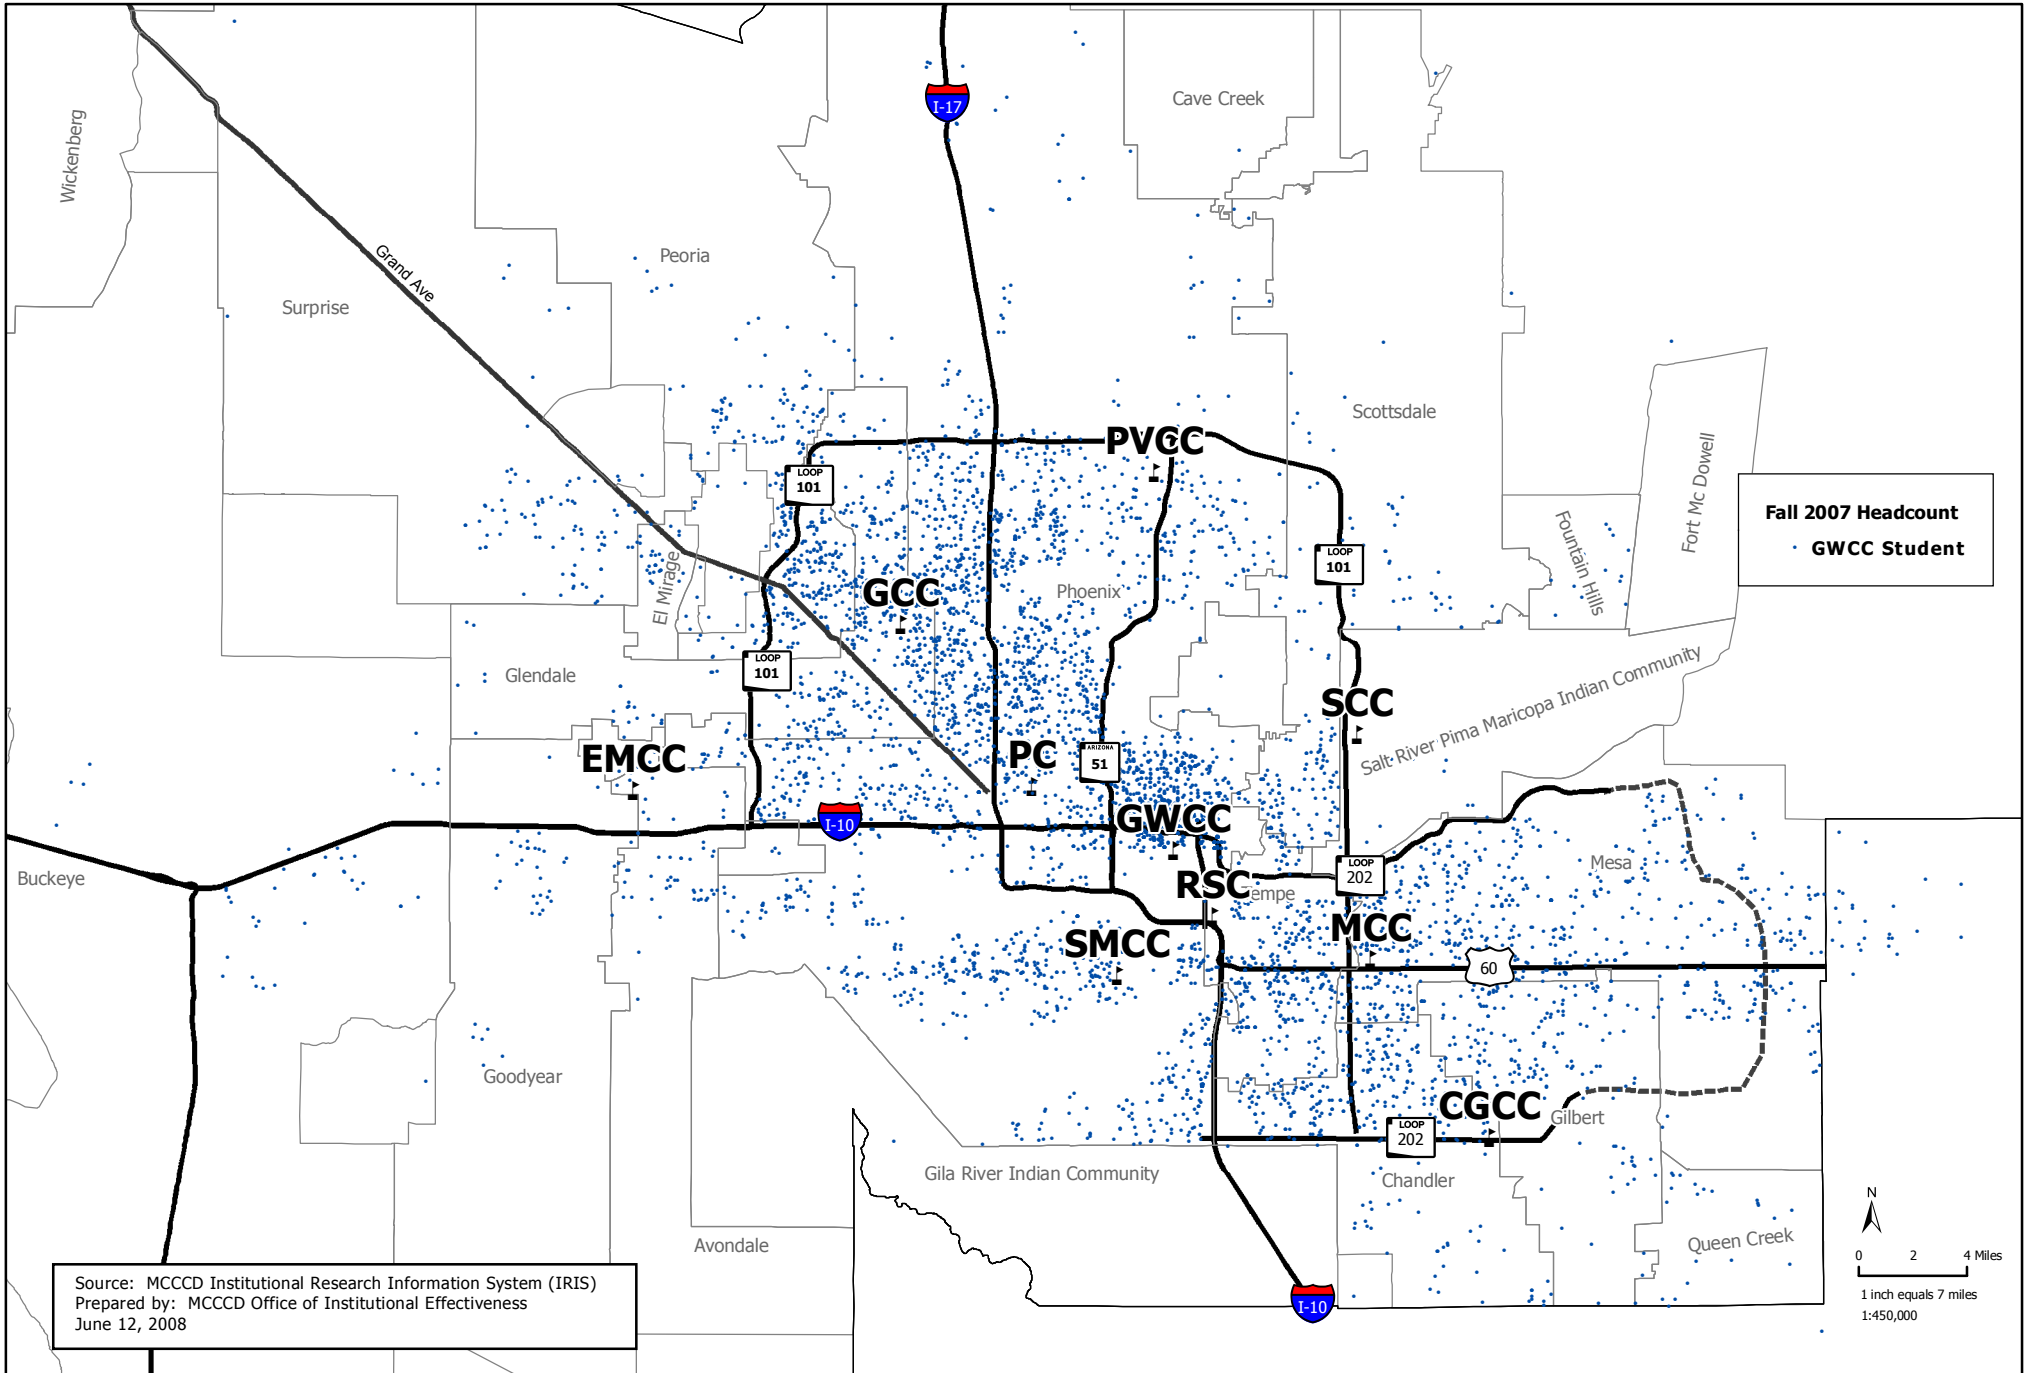 I-17
Cave Creek
Wickenberg
Peoria
Grand Ave
Surprise
Scottsdale
PVCC
LOOP
101
Fort Mc Dowell
Fall 2007 Headcount
GWCC Student
Fountain Hills
LOOP
101
El Mirage
GCC
Phoenix
LOOP
101
Glendale
Salt River Pima Maricopa Indian Community
SCC
EMCC
PC
ARIZONA
51
I-10
GWCC
Buckeye
LOOP
202
Mesa
RSC
empe
MCC
SMCC
60
Goodyear
CGCC
Gilbert
LOOP
202
Gila River Indian Community
Chandler
Avondale
Queen Creek
N
0 2 4 Miles
1 inch equals 7 miles
1:450,000
I-10
Source: MCCCD Institutional Research Information System (IRIS)
Prepared by: MCCCD Office of Institutional Effectiveness
June 12, 2008